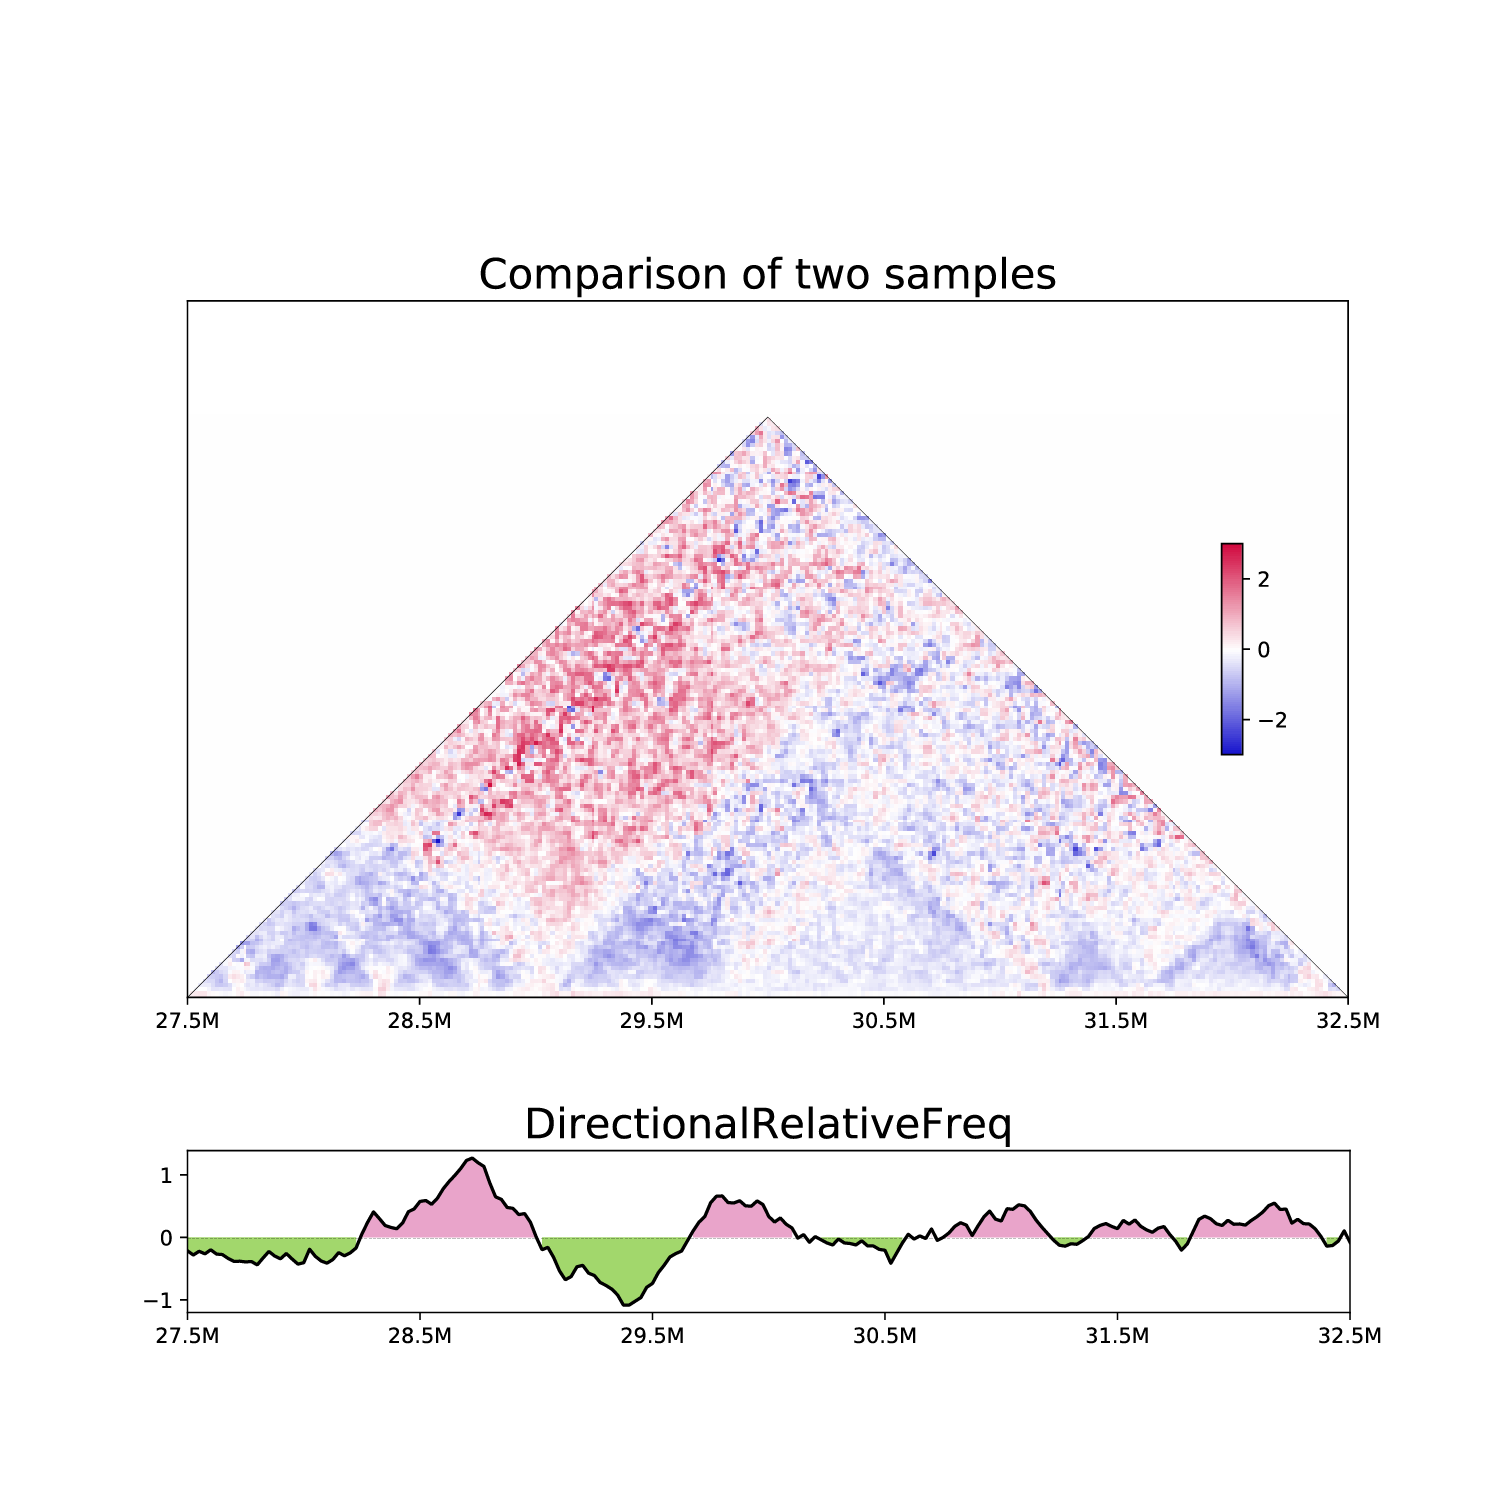 Comparison of two samples
2
0
−2
27.5M 28.5M 29.5M 30.5M 31.5M 32.5M
DirectionalRelativeFreq
1
0
−1
27.5M 28.5M 29.5M 30.5M 31.5M 32.5M